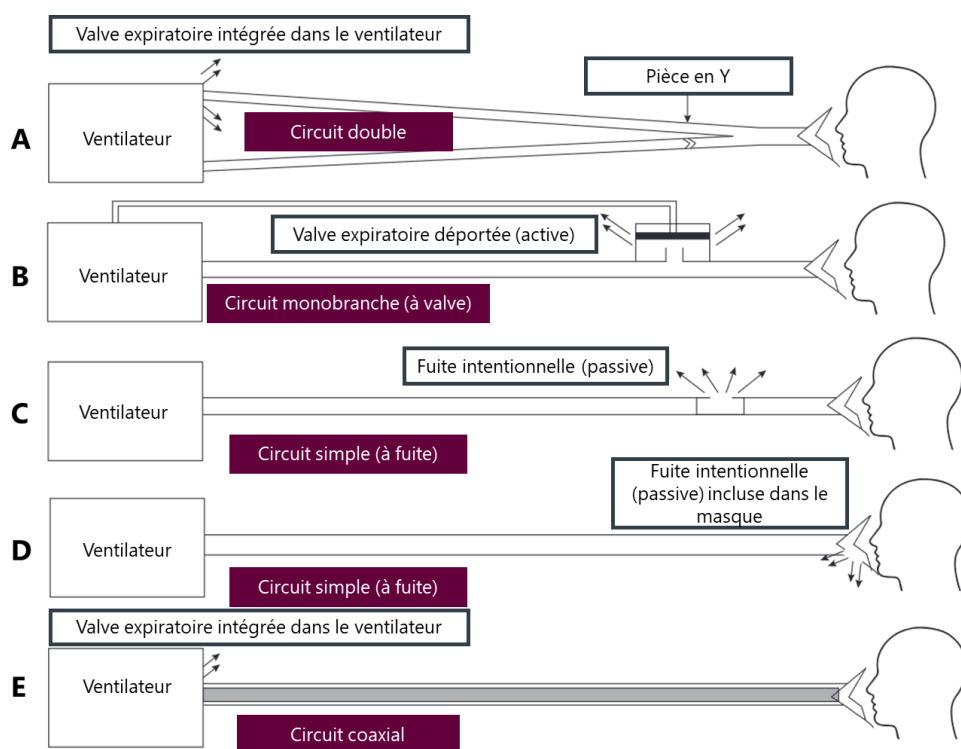 Valve expiratoire intégrée dans le ventilateur
Pièce en Y
A
Ventilateur
Circuit double
Valve expiratoire déportée (active)
B
Ventilateur
Circuit monobranche (à valve)
Fuite intentionnelle (passive)
C
Ventilateur
Circuit simple (à fuite)
Fuite intentionnelle
(passive) incluse dans le
masque
D
Ventilateur
Circuit simple (à fuite)
Valve expiratoire intégrée dans le ventilateur
E
Ventilateur
Circuit coaxial